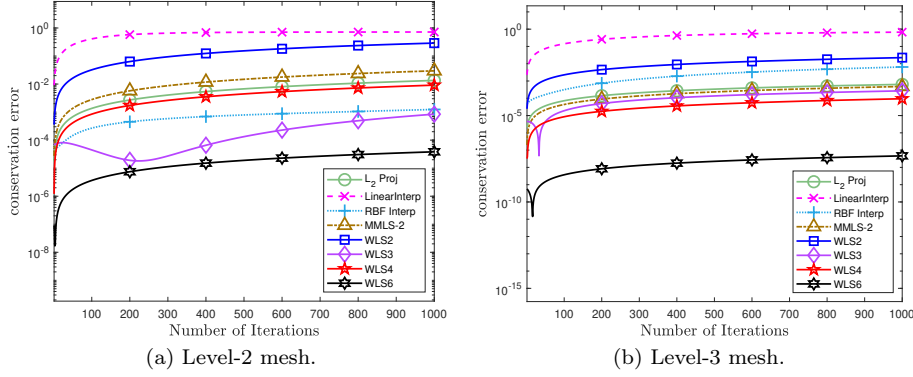 10^0
10^-2
10^-4
10^-6
10^-8
conservation error
L2 Proj
LinearInterp
RBF Interp
MMLS-2
WLS2
WLS3
WLS4
WLS6
100 200 300 400 500 600 700 800 900 1000
Number of Iterations
(a) Level-2 mesh.
10^0
10^-5
10^-10
10^-15
conservation error
L2 Proj
LinearInterp
RBF Interp
MMLS-2
WLS2
WLS3
WLS4
WLS6
100 200 300 400 500 600 700 800 900 1000
Number of Iterations
(b) Level-3 mesh.